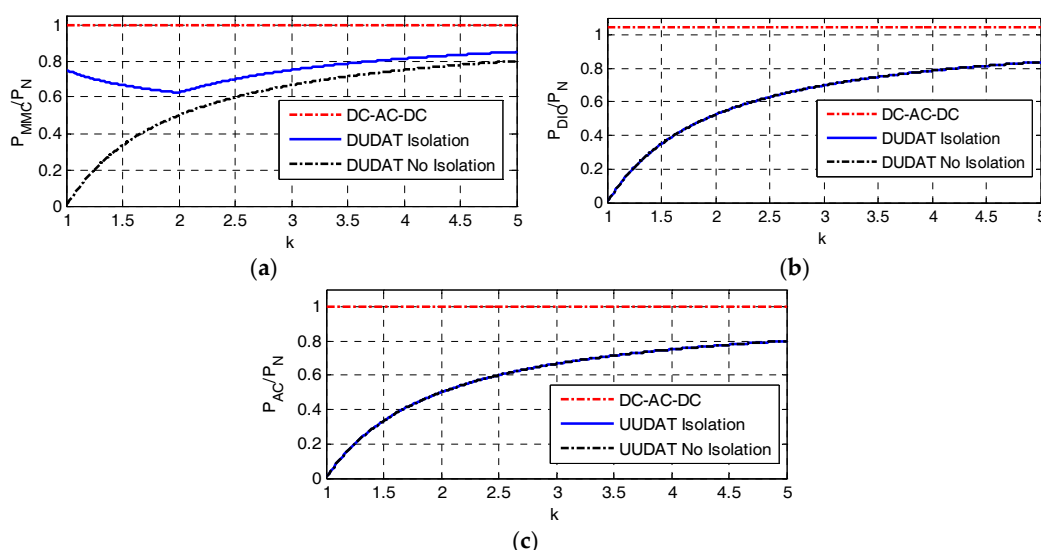 1
0.8
0.6
0.4
0.2
0
P_MMC/P_N
DC-AC-DC
DUDAT Isolation
DUDAT No Isolation
1 1.5 2 2.5 3 3.5 4 4.5 5
k
(a)
1
0.8
0.6
0.4
0.2
0
P_DIO/P_N
DC-AC-DC
DUDAT Isolation
DUDAT No Isolation
1 1.5 2 2.5 3 3.5 4 4.5 5
k
(b)
1
0.8
0.6
0.4
0.2
0
P_AC/P_N
DC-AC-DC
UUDAT Isolation
UUDAT No Isolation
1 1.5 2 2.5 3 3.5 4 4.5 5
k
(c)